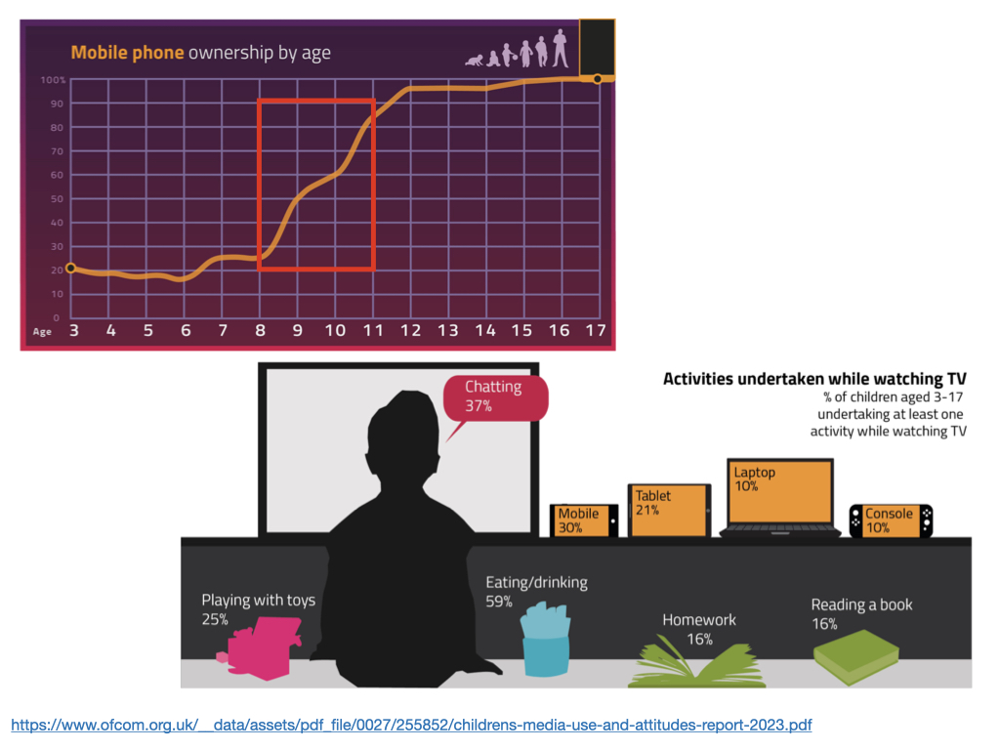 Mobile phone ownership by age
100%
90
80
70
60
50
40
30
20
10
0
Age 3 4 5 6 7 8 9 10 11 12 13 14 15 16 17
Chatting
37%
Activities undertaken while watching TV
% of children aged 3-17
undertaking at least one
activity while watching TV
Mobile
30%
Tablet
21%
Laptop
10%
Console
10%
Playing with toys
25%
Eating/drinking
59%
Homework
16%
Reading a book
16%
https://www.ofcom.org.uk/__data/assets/pdf_file/0027/255852/childrens-media-use-and-attitudes-report-2023.pdf